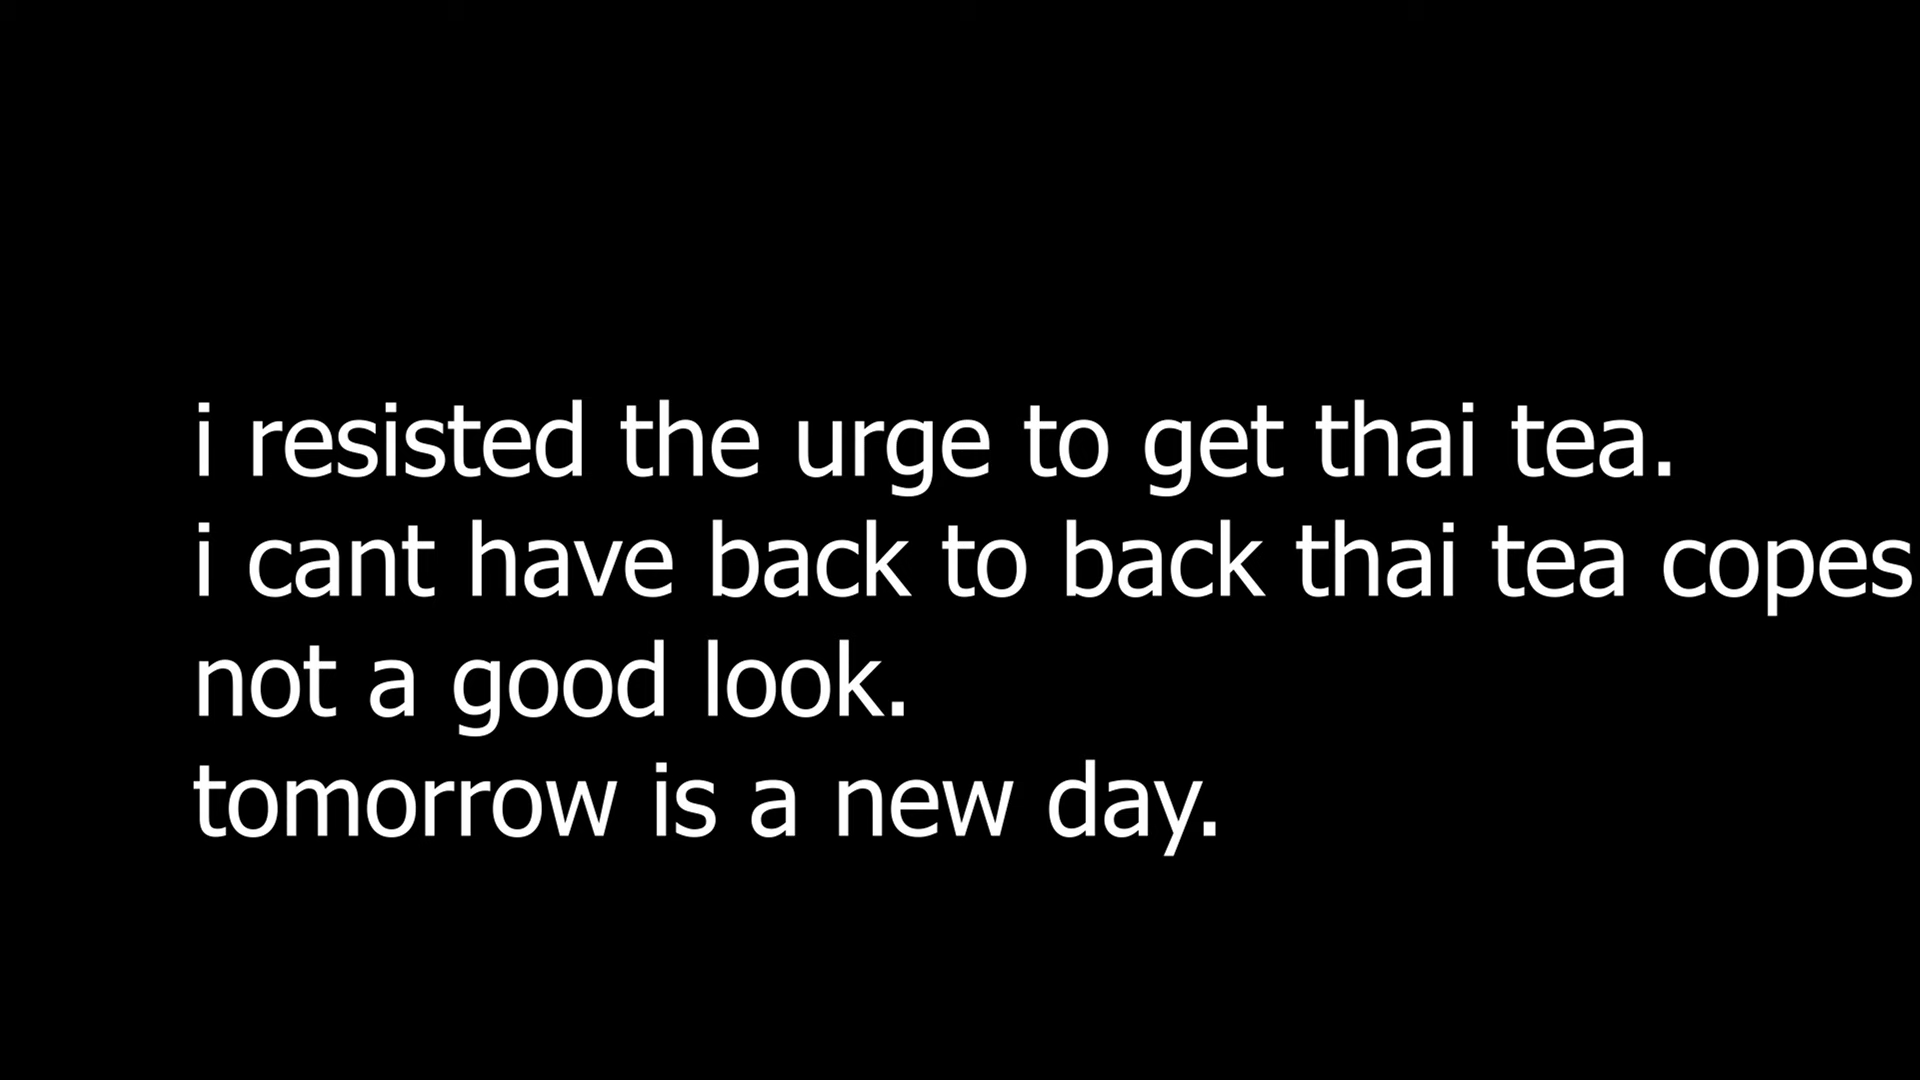 i resisted the urge to get thai tea.
i cant have back to back thai tea copes
not a good look.
tomorrow is a new day.